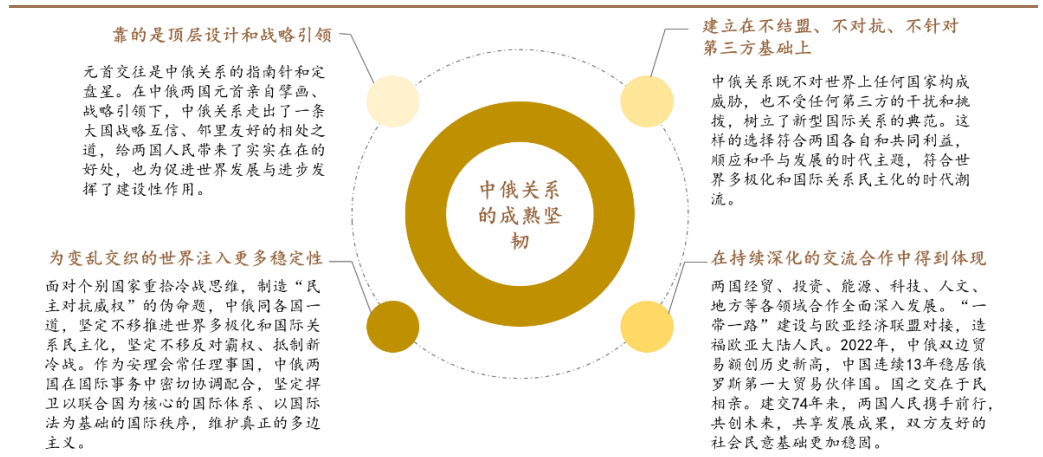 靠的是顶层设计和战略引领
元首交往是中俄关系的指南针和定
盘星。在中俄两国元首亲自擘画、
战略引领下，中俄关系走出了一条
大国战略互信、邻里友好的相处之
道，给两国人民带来了实实在在的
好处，也为促进世界发展与进步发
挥了建设性作用。
建立在不结盟、不对抗、不针对
第三方基础上
中俄关系既不对世界上任何国家构成
威胁，也不受任何第三方的干扰和挑
拨，树立了新型国际关系的典范。这
样的选择符合两国各自和共同利益，
顺应和平与发展的时代主题，符合世
界多极化和国际关系民主化的时代潮
流。
中俄关系
的成熟坚
韧
为变乱交织的世界注入更多稳定性
面对个别国家重拾冷战思维，制造“民
主对抗威权”的伪命题，中俄同各国一
道，坚定不移推进世界多极化和国际关
系民主化，坚定不移反对霸权、抵制新
冷战。作为安理会常任理事国，中俄两
国在国际事务中密切协调配合，坚定捍
卫以联合国为核心的国际体系、以国际
法为基础的国际秩序，维护真正的多边
主义。
在持续深化的交流合作中得到体现
两国经贸、投资、能源、科技、人文、
地方等各领域合作全面深入发展。“一
带一路”建设与欧亚经济联盟对接，造
福欧亚大陆人民。2022年，中俄双边贸
易额创历史新高，中国连续13年稳居俄
罗斯第一大贸易伙伴国。国之交在于民
相亲。建交74年来，两国人民携手前行，
共创未来，共享发展成果，双方友好的
社会民意基础更加稳固。